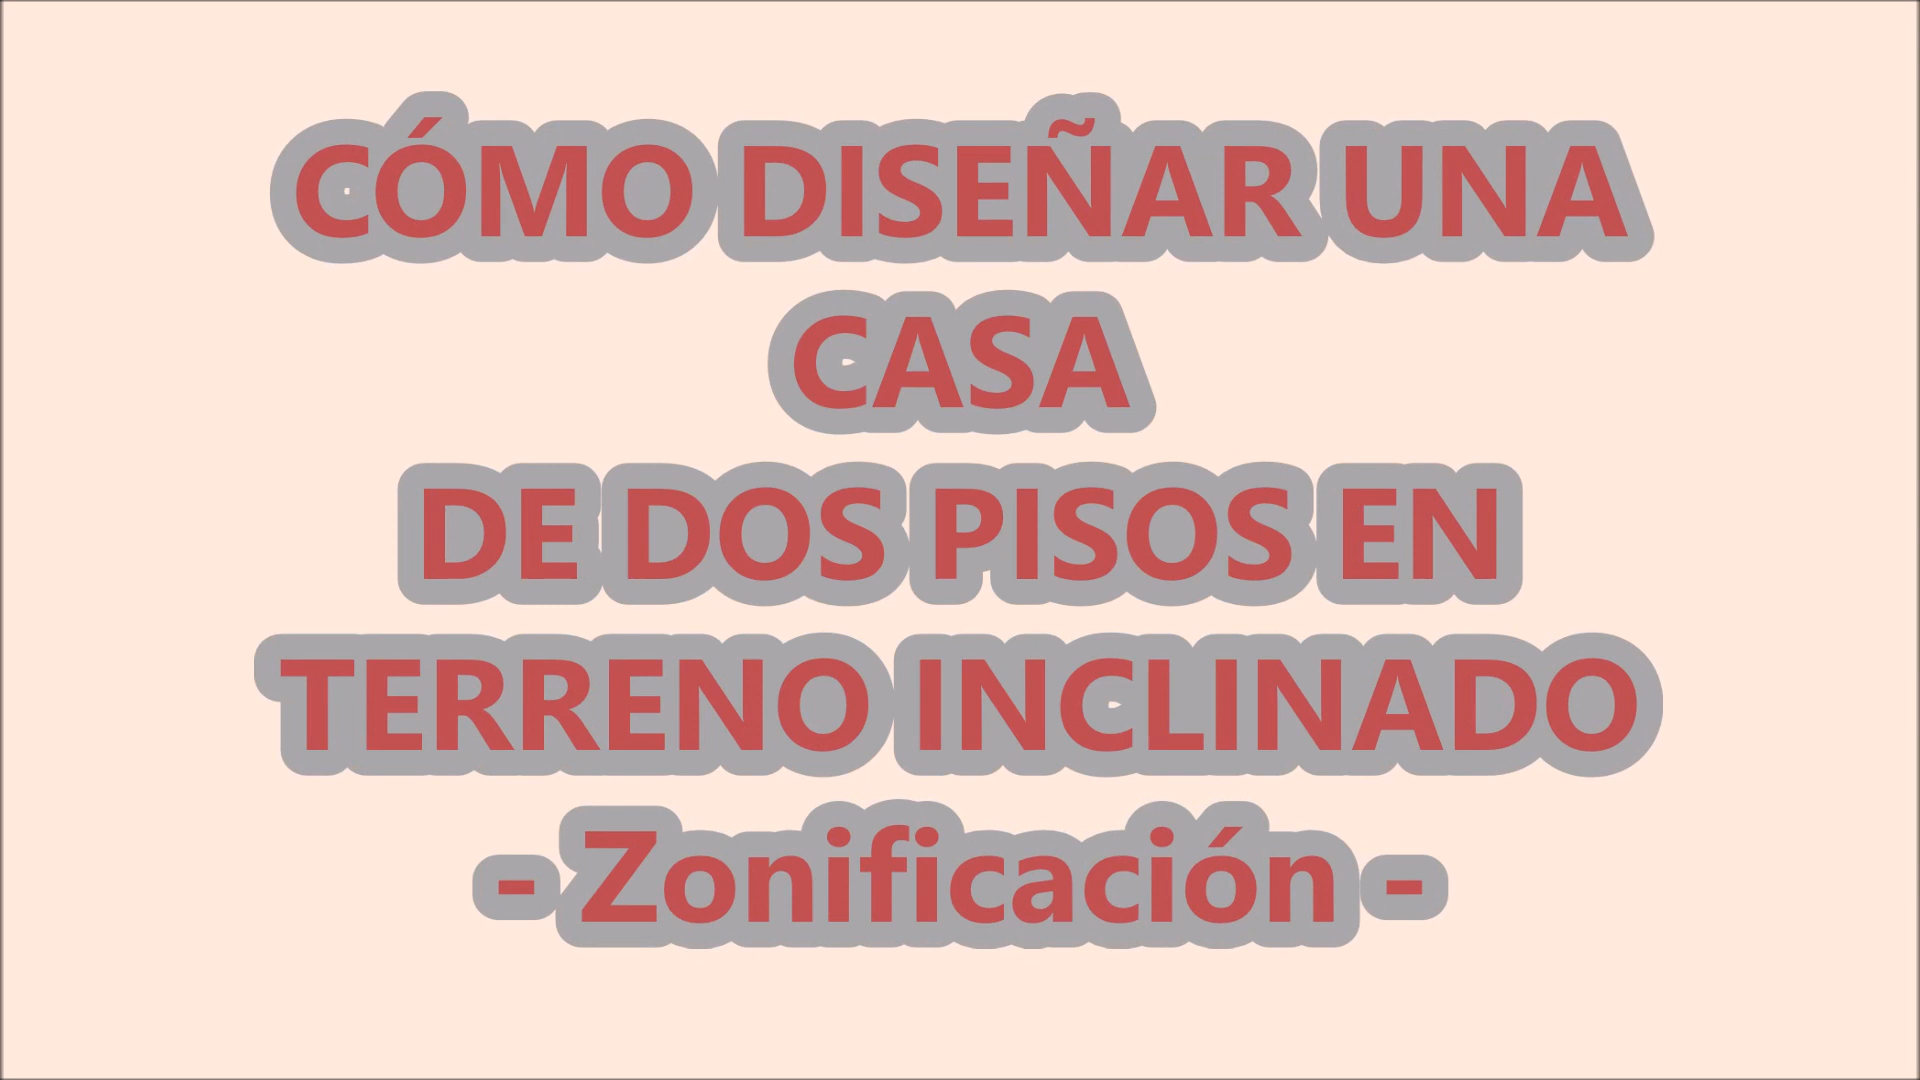 CÓMO DISEÑAR UNA
CASA
DE DOS PISOS EN
TERRENO INCLINADO
- Zonificación -